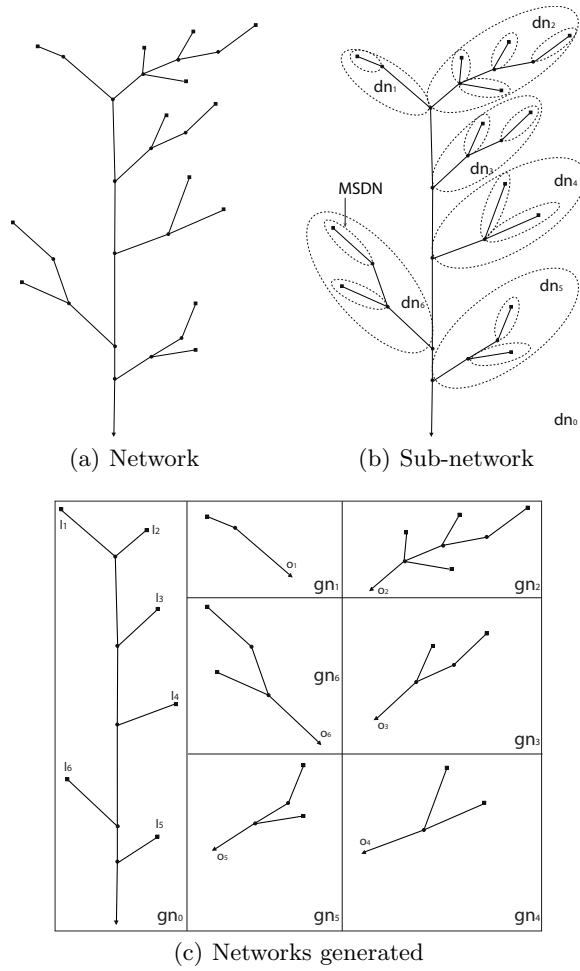 dn₂
dn₁
dn₃
dn₄
MSDN
dn₅
dn₆
dn₀
(a) Network
(b) Sub-network
l₁
l₂
l₃
l₄
l₆
l₅
gn₀
o₁
gn₁
o₂
gn₂
gn₆
o₆
o₃
gn₃
o₅
gn₅
o₄
gn₄
(c) Networks generated